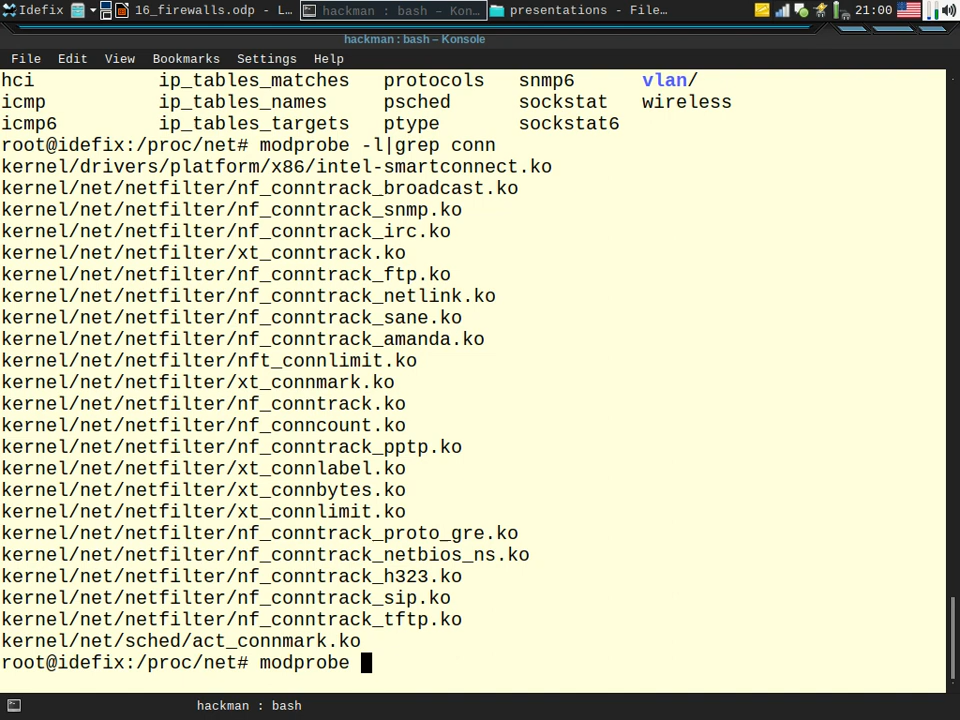 Idefix 16_firewalls.odp - L... hackman : bash – Kon... presentations - File... 21:00
hackman : bash – Konsole
File Edit View Bookmarks Settings Help
hci ip_tables_matches protocols snmp6 vlan/
icmp ip_tables_names psched sockstat wireless
icmp6 ip_tables_targets ptype sockstat6
root@idefix:/proc/net# modprobe -l|grep conn
kernel/drivers/platform/x86/intel-smartconnect.ko
kernel/net/netfilter/nf_conntrack_broadcast.ko
kernel/net/netfilter/nf_conntrack_snmp.ko
kernel/net/netfilter/nf_conntrack_irc.ko
kernel/net/netfilter/xt_conntrack.ko
kernel/net/netfilter/nf_conntrack_ftp.ko
kernel/net/netfilter/nf_conntrack_netlink.ko
kernel/net/netfilter/nf_conntrack_sane.ko
kernel/net/netfilter/nf_conntrack_amanda.ko
kernel/net/netfilter/nft_connlimit.ko
kernel/net/netfilter/xt_connmark.ko
kernel/net/netfilter/nf_conntrack.ko
kernel/net/netfilter/nf_conncount.ko
kernel/net/netfilter/nf_conntrack_pptp.ko
kernel/net/netfilter/xt_connlabel.ko
kernel/net/netfilter/xt_connbytes.ko
kernel/net/netfilter/xt_connlimit.ko
kernel/net/netfilter/nf_conntrack_proto_gre.ko
kernel/net/netfilter/nf_conntrack_netbios_ns.ko
kernel/net/netfilter/nf_conntrack_h323.ko
kernel/net/netfilter/nf_conntrack_sip.ko
kernel/net/netfilter/nf_conntrack_tftp.ko
kernel/net/sched/act_connmark.ko
root@idefix:/proc/net# modprobe
hackman : bash